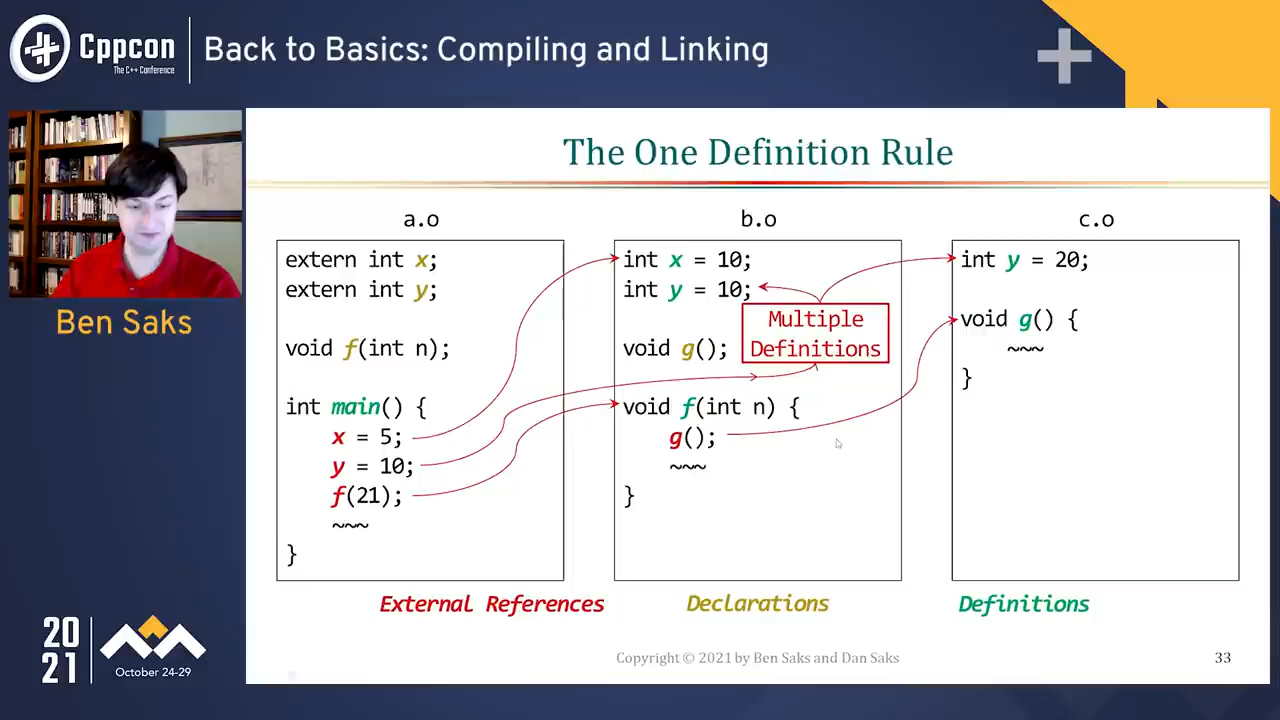 Cppcon
The C++ Conference
Back to Basics: Compiling and Linking
Ben Saks
2021
October 24-29
The One Definition Rule
a.o
extern int x;
extern int y;
void f(int n);
int main() {
x = 5;
y = 10;
f(21);
~~~
}
b.o
int x = 10;
int y = 10;
void g();
Multiple
Definitions
void f(int n) {
g();
~~~
}
c.o
int y = 20;
void g() {
~~~
}
External References
Declarations
Definitions
Copyright © 2021 by Ben Saks and Dan Saks
33